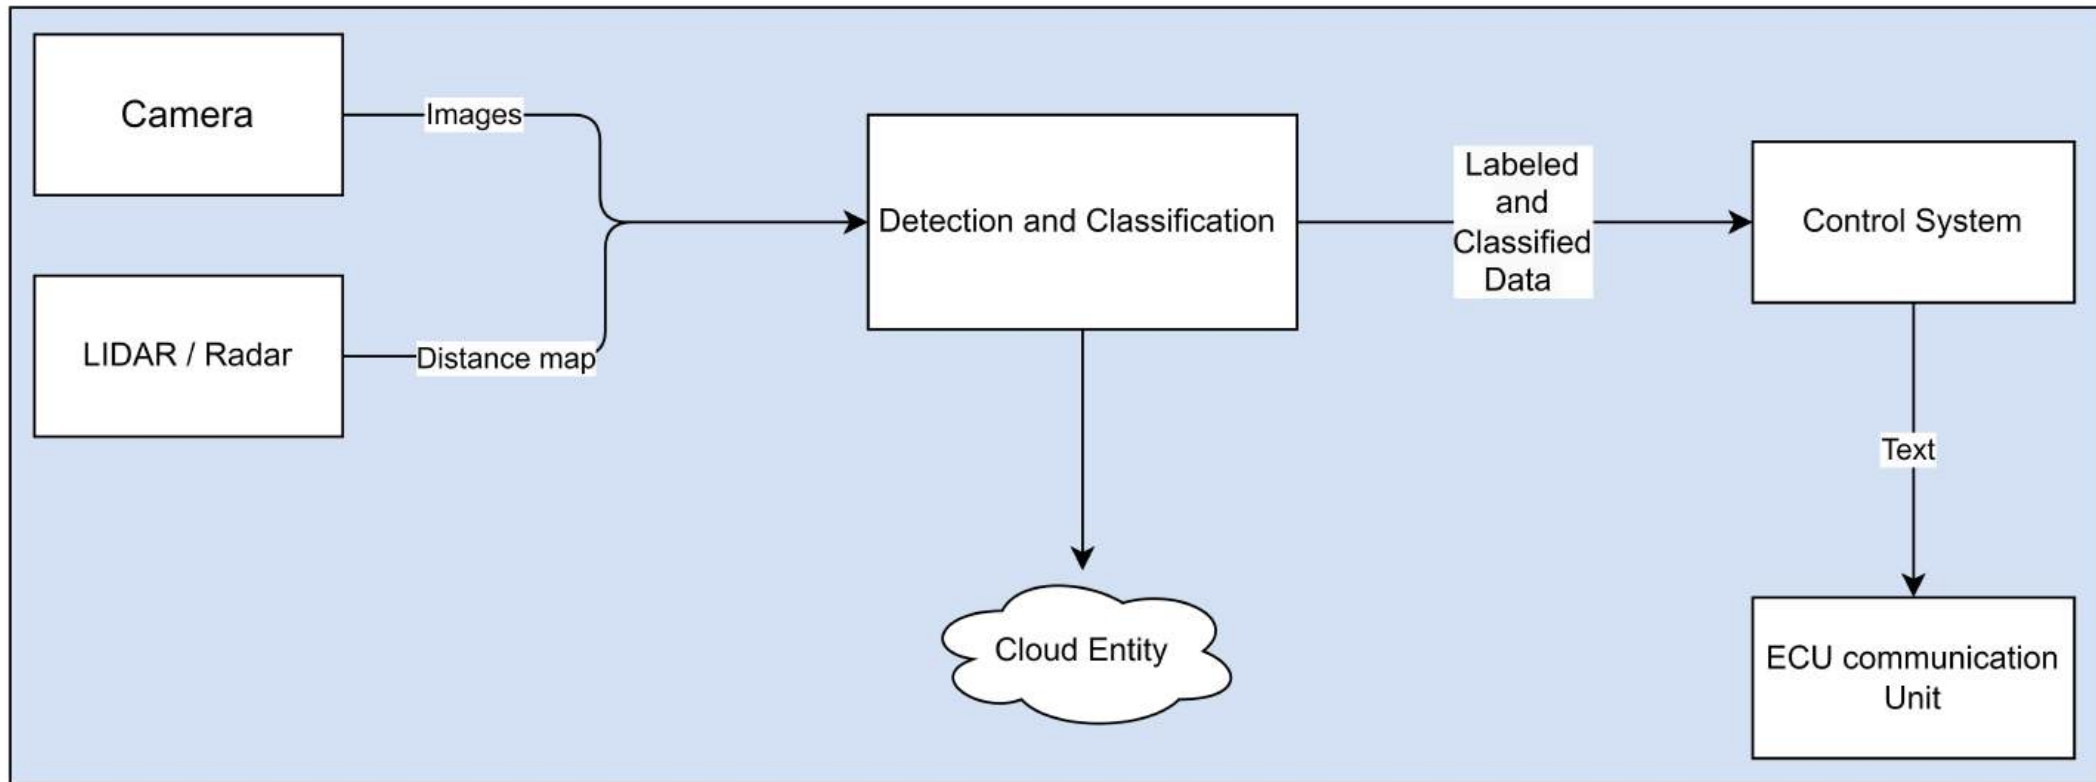 Camera
Images
LIDAR / Radar
Distance map
Detection and Classification
Labeled
and
Classified
Data
Control System
Text
Cloud Entity
ECU communication
Unit